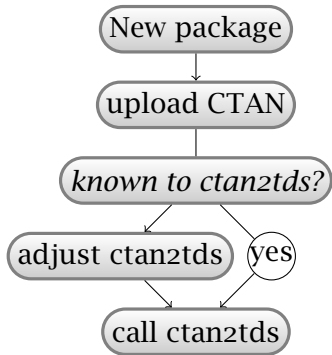 New package
upload CTAN
known to ctan2tds?
adjust ctan2tds
yes
call ctan2tds